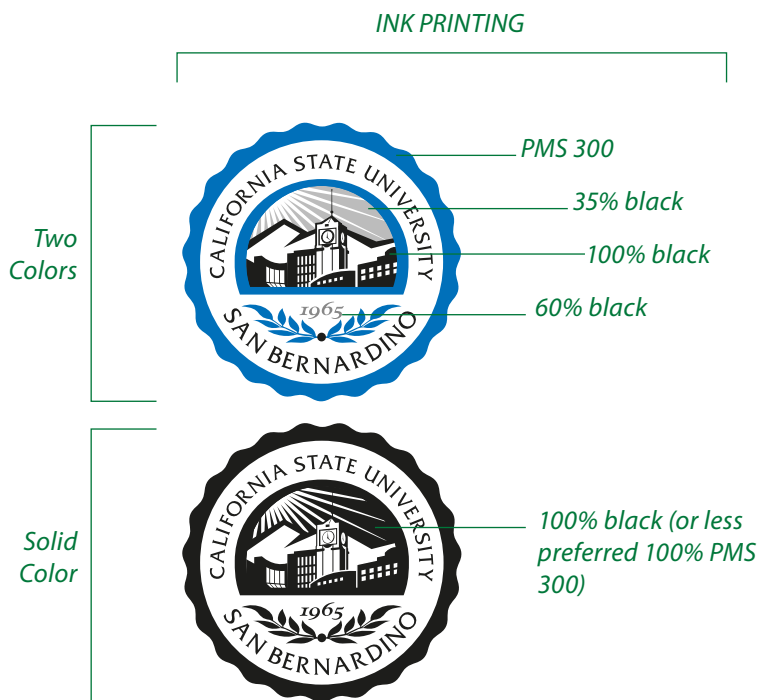 INK PRINTING
Two
Colors
CALIFORNIA STATE UNIVERSITY
1965
SAN BERNARDINO
PMS 300
35% black
100% black
60% black
Solid
Color
CALIFORNIA STATE UNIVERSITY
1965
SAN BERNARDINO
100% black (or less
preferred 100% PMS
300)